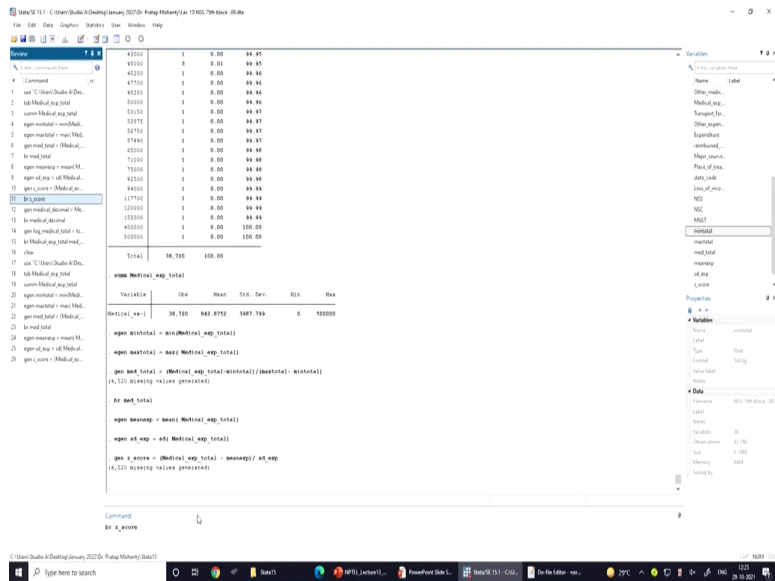 Stata/SE 15.1 - C:\Users\Studio A\Desktop\January 2022\Dr. Pratap Mohanty\Lec 13\NSS 75th block -09.dta
File Edit Data Graphics Statistics User Window Help
Review
Filter commands here
# Command _rc
1 use "C:\Users\Studio A\Des...
2 tab Medical_exp_total
3 summ Medical_exp_total
4 egen mintotal = min(Medi...
5 egen maxtotal = max( Med...
6 gen med_total = (Medical_...
7 br med_total
8 egen meanexp = mean( M...
9 egen sd_exp = sd( Medical...
10 gen z_score = (Medical_ex...
11 br z_score
12 gen medical_decimal = Me...
13 br medical_decimal
14 gen log_medical_total = lo...
15 br Medical_exp_total med_...
16 clear
17 use "C:\Users\Studio A\Des...
18 tab Medical_exp_total
19 summ Medical_exp_total
20 egen mintotal = min(Medi...
21 egen maxtotal = max( Med...
22 gen med_total = (Medical_...
23 br med_total
24 egen meanexp = mean( M...
25 egen sd_exp = sd( Medical...
26 gen z_score = (Medical_ex...
43000 1 0.00 99.95
45000 3 0.01 99.95
45200 1 0.00 99.96
47700 1 0.00 99.96
48250 1 0.00 99.96
50000 1 0.00 99.96
50150 1 0.00 99.97
52875 1 0.00 99.97
54750 1 0.00 99.97
57490 1 0.00 99.97
65000 1 0.00 99.98
71000 1 0.00 99.98
75000 1 0.00 99.98
92500 1 0.00 99.98
94000 1 0.00 99.99
117700 1 0.00 99.99
120000 1 0.00 99.99
155000 1 0.00 99.99
400000 1 0.00 100.00
500000 1 0.00 100.00
Total 38,720 100.00
. summ Medical_exp_total
Variable Obs Mean Std. Dev. Min Max
Medical_ex~l 38,720 842.8752 3987.799 0 500000
. egen mintotal = min(Medical_exp_total)
. egen maxtotal = max( Medical_exp_total)
. gen med_total = (Medical_exp_total-mintotal)/(maxtotal- mintotal)
(4,520 missing values generated)
. br med_total
. egen meanexp = mean( Medical_exp_total)
. egen sd_exp = sd( Medical_exp_total)
. gen z_score = (Medical_exp_total - meanexp)/ sd_exp
(4,520 missing values generated)
.
Command
br z_score
Variables
Filter variables here
Name Label
Other_medic...
Medical_exp_...
Transport_for...
Other_expen...
Expenditure
reimbursed_...
Major_source...
Place_of_trea...
state_code
Loss_of_inco...
NSS
NSC
MULT
mintotal
maxtotal
med_total
meanexp
sd_exp
z_score
Properties
Variables
Name mintotal
Label
Type float
Format %9.0g
Value label
Notes
Data
Filename NSS 75th block -09.
Label
Notes
Variables
Observations 43,240
Size
Memory 64M
Sorted by
C:\Users\Studio A\Desktop\January 2022\Dr. Pratap Mohanty\Stata15
CAP NUM
Type here to search
Stata15
NPTEL_Lecture13_...
PowerPoint Slide S...
Stata/SE 15.1 - C:\U...
Do-file Editor - nor...
29°C
ENG
12:25
29-10-2021